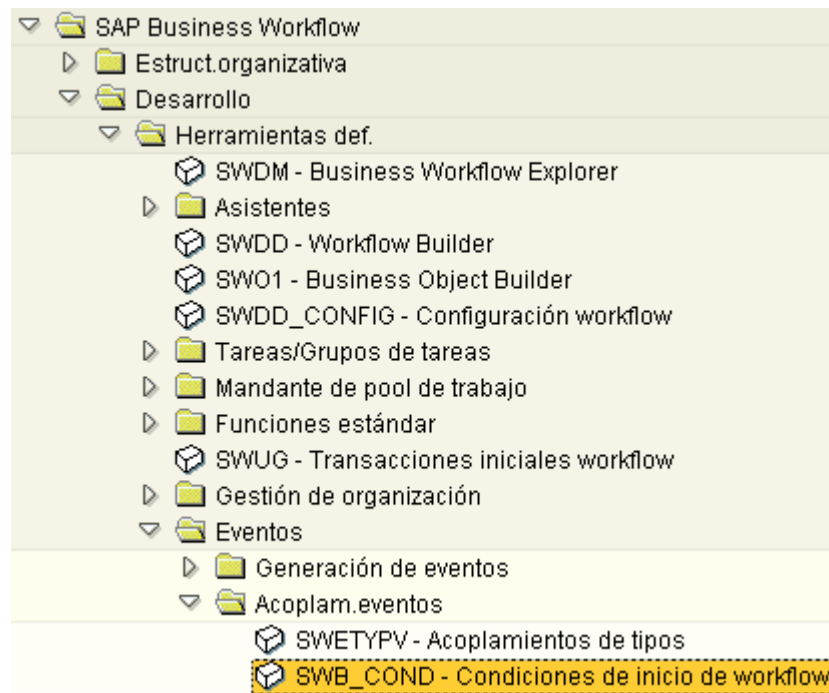 SAP Business Workflow
Estruct.organizativa
Desarrollo
Herramientas def.
SWDM - Business Workflow Explorer
Asistentes
SWDD - Workflow Builder
SWO1 - Business Object Builder
SWDD_CONFIG - Configuración workflow
Tareas/Grupos de tareas
Mandante de pool de trabajo
Funciones estándar
SWUG - Transacciones iniciales workflow
Gestión de organización
Eventos
Generación de eventos
Acoplam.eventos
SWETYPV - Acoplamientos de tipos
SWB_COND - Condiciones de inicio de workflow